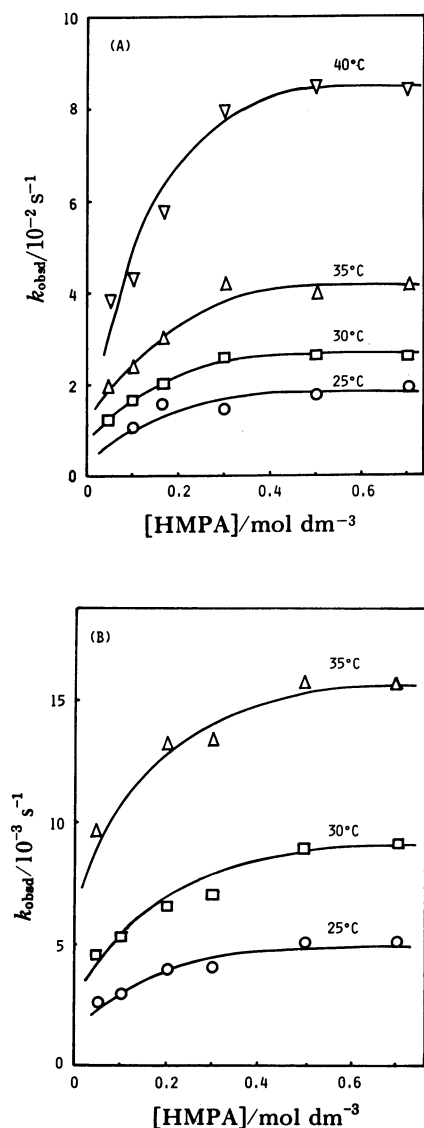 (A)
10
8
6
4
2
0
k_obsd/10⁻² s⁻¹
40°C
35°C
30°C
25°C
0 0.2 0.4 0.6
[HMPA]/mol dm⁻³
(B)
15
10
5
0
k_obsd/10⁻³ s⁻¹
35°C
30°C
25°C
0 0.2 0.4 0.6
[HMPA]/mol dm⁻³